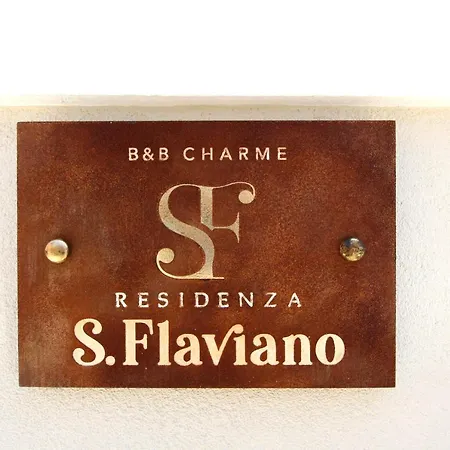 B&B CHARME
SF
RESIDENZA
S.Flaviano